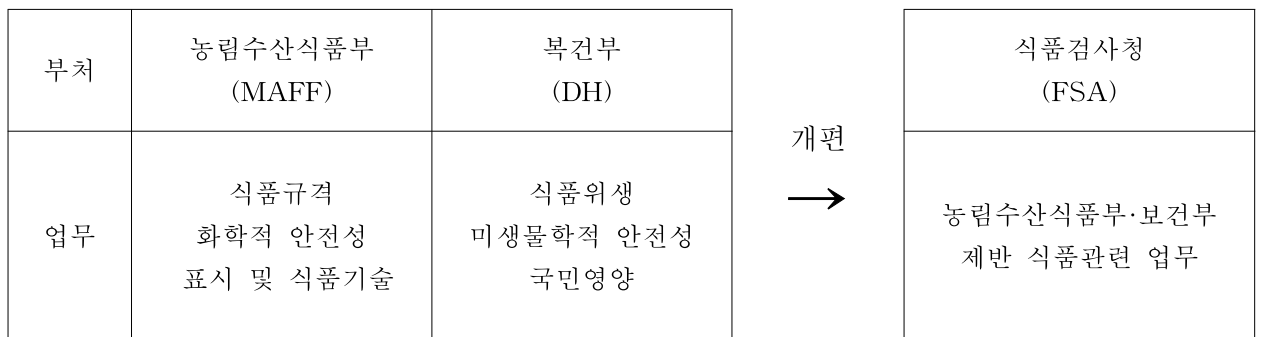 부처
농림수산식품부
(MAFF)
복건부
(DH)
업무
식품규격
화학적 안전성
표시 및 식품기술
식품위생
미생물학적 안전성
국민영양
개편
→
식품검사청
(FSA)
농림수산식품부·보건부
제반 식품관련 업무